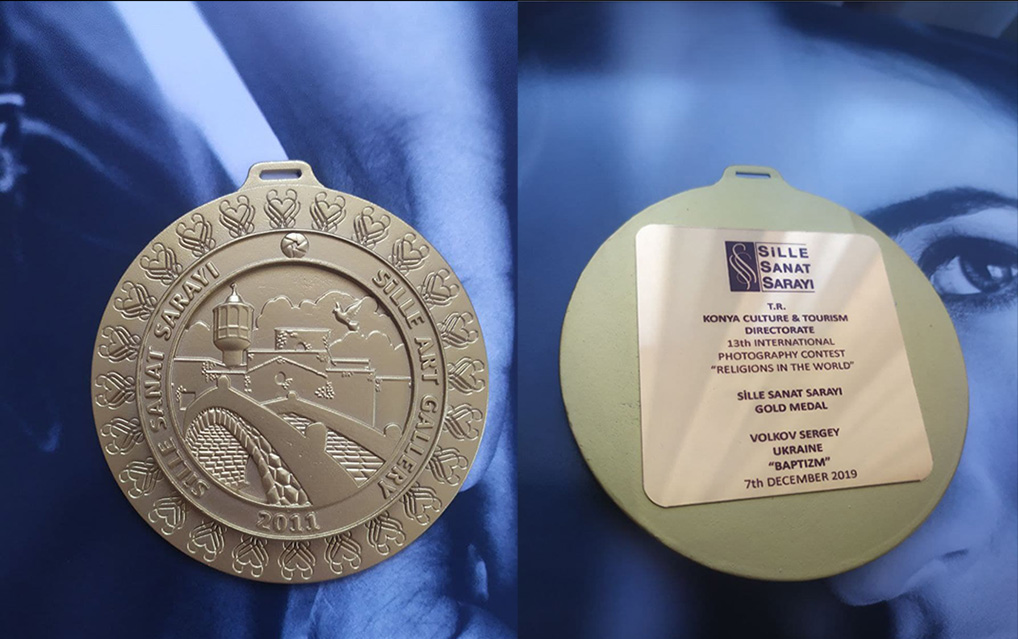 SİLLE SANAT SARAYI
SİLLE ART GALLERY
2011
SİLLE
SANAT
SARAYI
T.R.
KONYA CULTURE & TOURISM
DIRECTORATE
13th INTERNATIONAL
PHOTOGRAPHY CONTEST
"RELIGIONS IN THE WORLD"
SİLLE SANAT SARAYI
GOLD MEDAL
VOLKOV SERGEY
UKRAINE
"BAPTIZM"
7th DECEMBER 2019